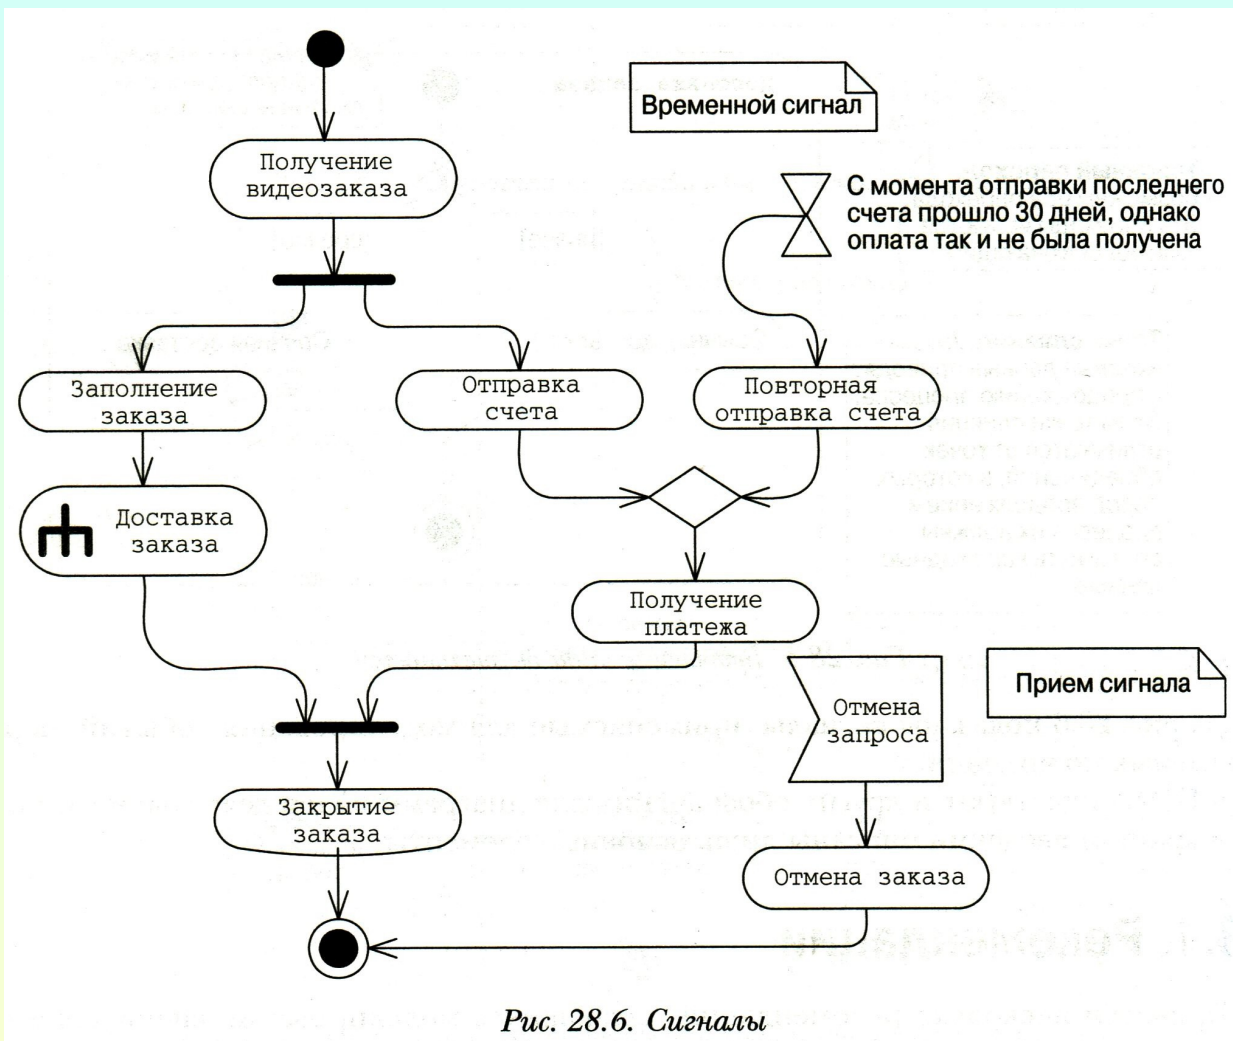 Временной сигнал
Получение
видеозаказа
С момента отправки последнего
счета прошло 30 дней, однако
оплата так и не была получена
Заполнение
заказа
Отправка
счета
Повторная
отправка счета
Доставка
заказа
Получение
платежа
Прием сигнала
Отмена
запроса
Закрытие
заказа
Отмена заказа
Рис. 28.6. Сигналы